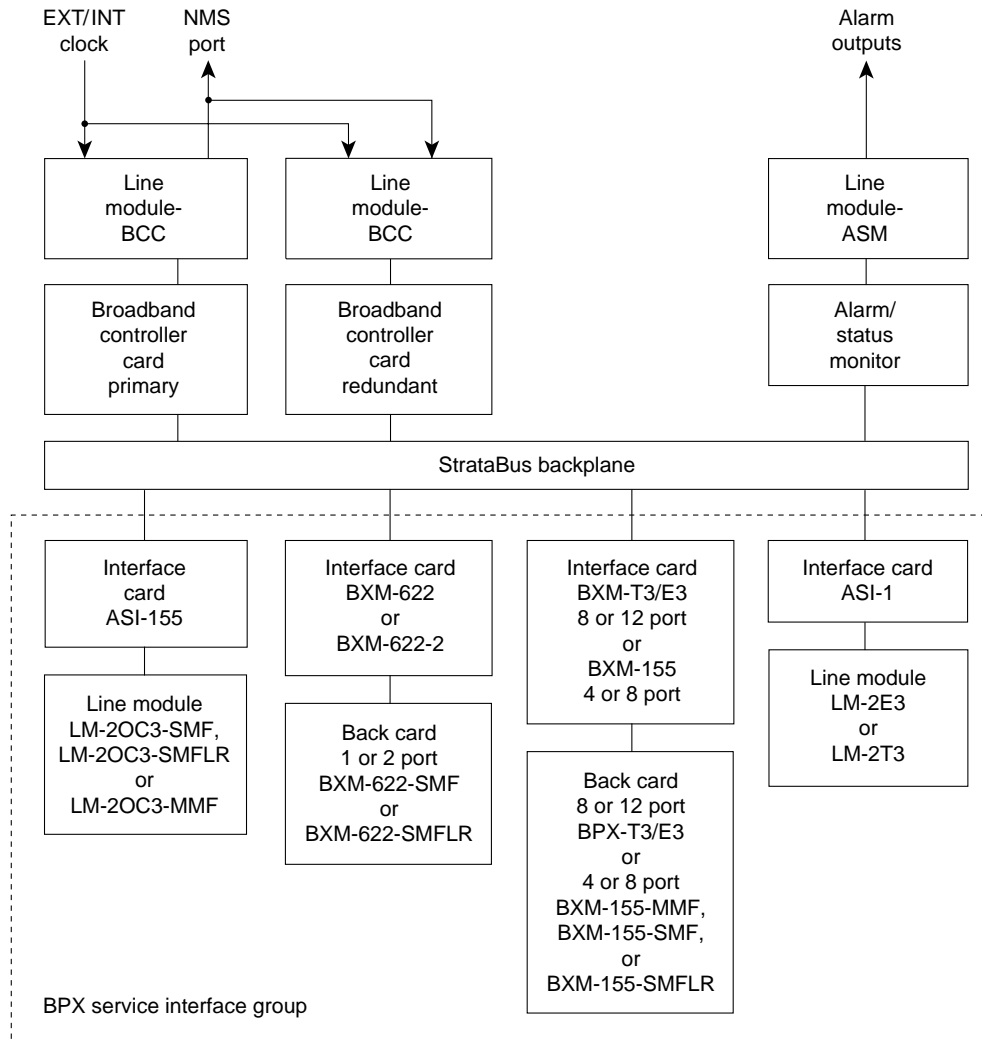 EXT/INT
clock
NMS
port
Alarm
outputs
Line
module-
BCC
Line
module-
BCC
Line
module-
ASM
Broadband
controller
card
primary
Broadband
controller
card
redundant
Alarm/
status
monitor
StrataBus backplane
Interface
card
ASI-155
Interface card
BXM-622
or
BXM-622-2
Interface card
BXM-T3/E3
8 or 12 port
or
BXM-155
4 or 8 port
Interface card
ASI-1
Line module
LM-2OC3-SMF,
LM-2OC3-SMFLR
or
LM-2OC3-MMF
Back card
1 or 2 port
BXM-622-SMF
or
BXM-622-SMFLR
Back card
8 or 12 port
BPX-T3/E3
or
4 or 8 port
BXM-155-MMF,
BXM-155-SMF,
or
BXM-155-SMFLR
Line module
LM-2E3
or
LM-2T3
BPX service interface group